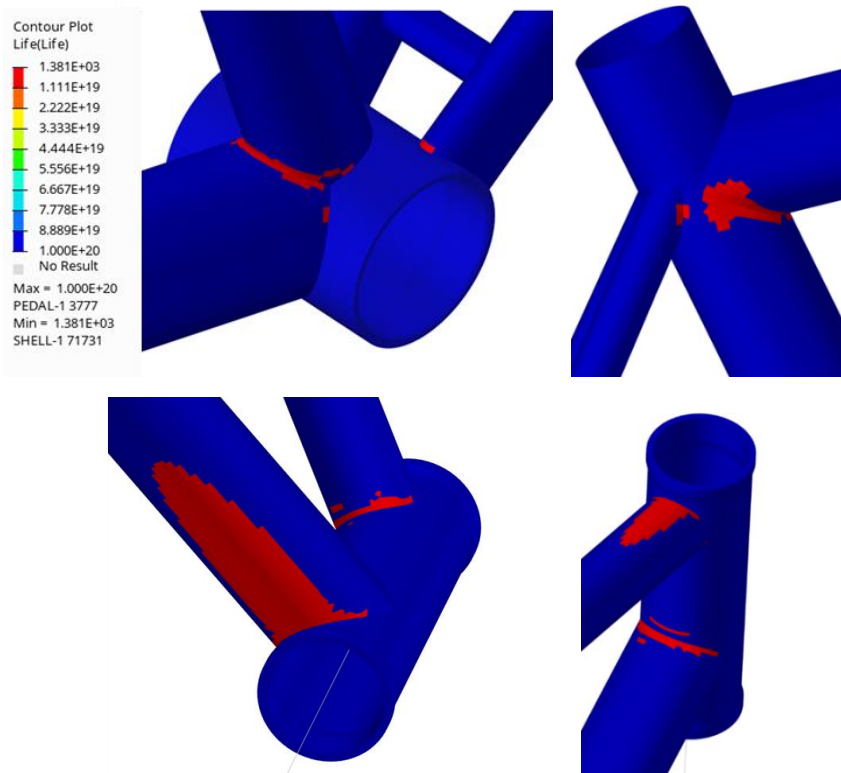 Contour Plot
Life(Life)
1.381E+03
1.111E+19
2.222E+19
3.333E+19
4.444E+19
5.556E+19
6.667E+19
7.778E+19
8.889E+19
1.000E+20
No Result
Max = 1.000E+20
PEDAL-1 3777
Min = 1.381E+03
SHELL-1 71731